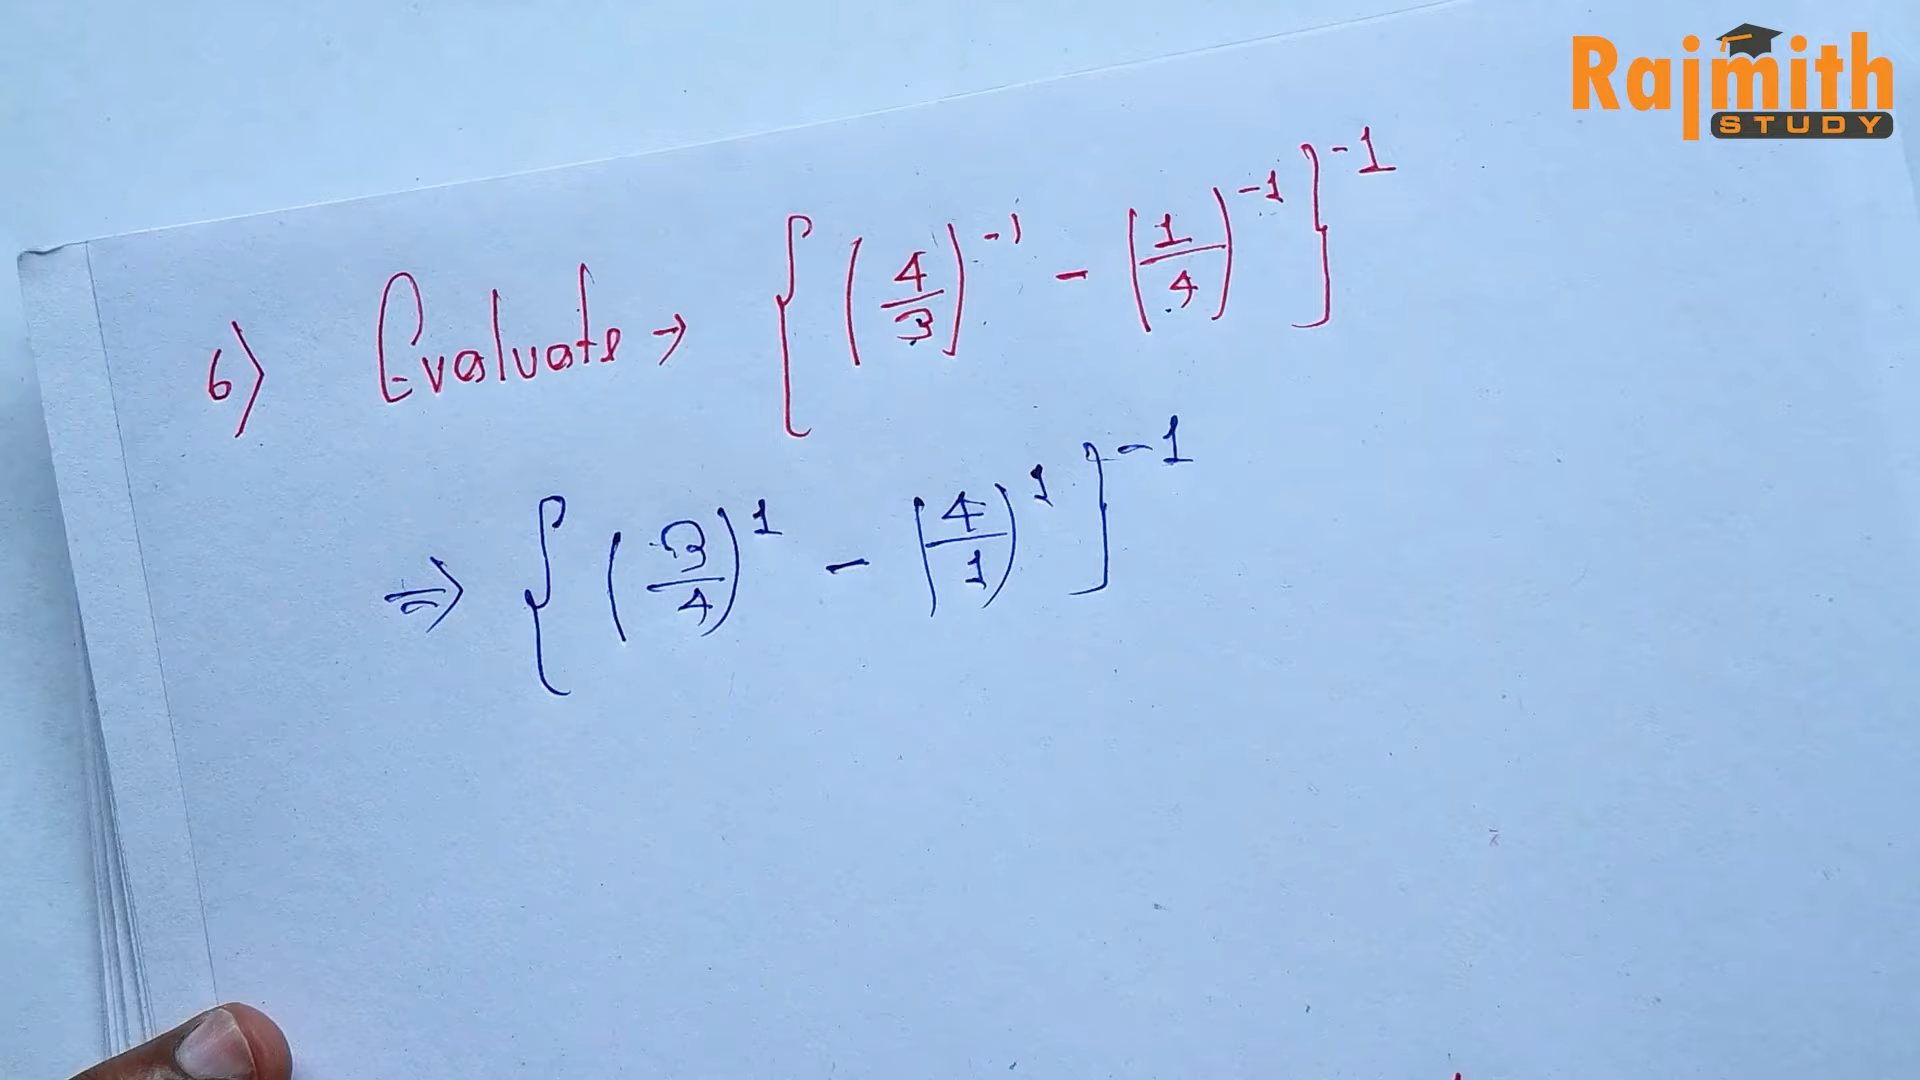 Rajmith
STUDY
6) Evaluate → { (4/3)^-1 - (1/4)^-1 }^-1
⇒ { (3/4)^1 - (4/1)^1 }^-1